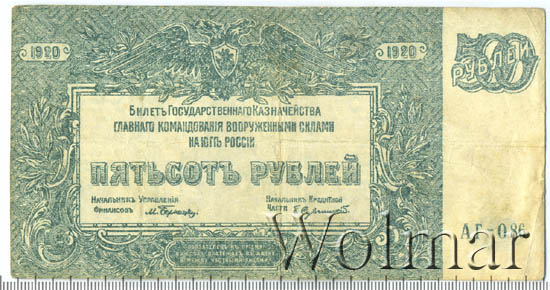 1920
1920
500
РУБЛЕЙ
БИЛЕТЪ ГОСУДАРСТВЕННАГО КАЗНАЧЕЙСТВА
ГЛАВНАГО КОМАНДОВАНІЯ ВООРУЖЕННЫМИ СИЛАМИ
НА ЮГѢ РОССІИ
ПЯТЬСОТЪ РУБЛЕЙ
НАЧАЛЬНИКЪ УПРАВЛЕНІЯ
ФИНАНСОВЪ
НАЧАЛЬНИКЪ КРЕДИТНОЙ
ЧАСТИ
Wolmar